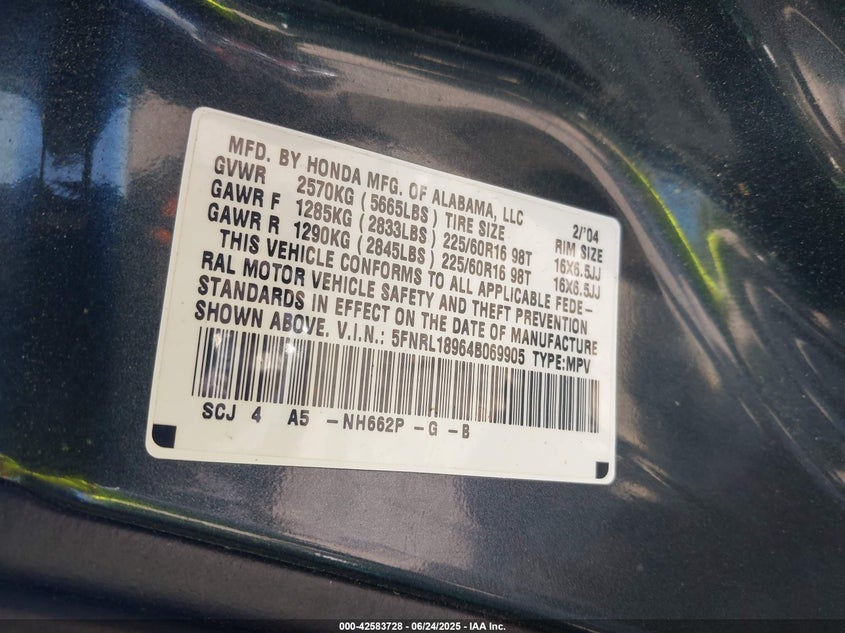 MFD. BY HONDA MFG. OF ALABAMA, LLC 2/'04
GVWR 2570KG ( 5665LBS ) TIRE SIZE RIM SIZE
GAWR F 1285KG ( 2833LBS ) 225/60R16 98T 16X6.5JJ
GAWR R 1290KG ( 2845LBS ) 225/60R16 98T 16X6.5JJ
THIS VEHICLE CONFORMS TO ALL APPLICABLE FEDE-
RAL MOTOR VEHICLE SAFETY AND THEFT PREVENTION
STANDARDS IN EFFECT ON THE DATE OF MANUFACTURE
SHOWN ABOVE. V.I.N.: 5FNRL18964B069905 TYPE:MPV
SCJ 4 A5 -NH662P -G -B
000-42583728 - 06/24/2025 - IAA Inc.